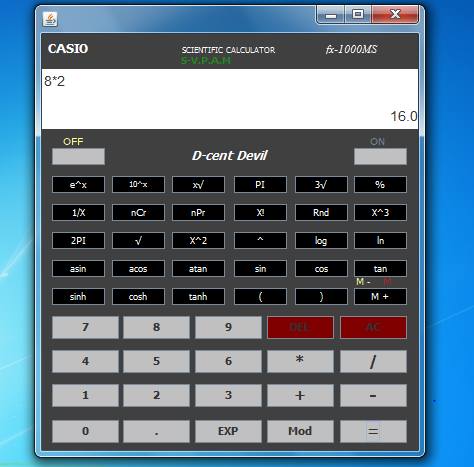 CASIO SCIENTIFIC CALCULATOR fx-1000MS
S-V.P.A.M
8*2
16.0
OFF ON
D-cent Devil
e^x 10^x x√ PI 3√ %
1/X nCr nPr X! Rnd X^3
2PI √ X^2 ^ log ln
asin acos atan sin cos tan
M - M
sinh cosh tanh ( ) M +
7 8 9 DEL AC
4 5 6 * /
1 2 3 + -
0 . EXP Mod =